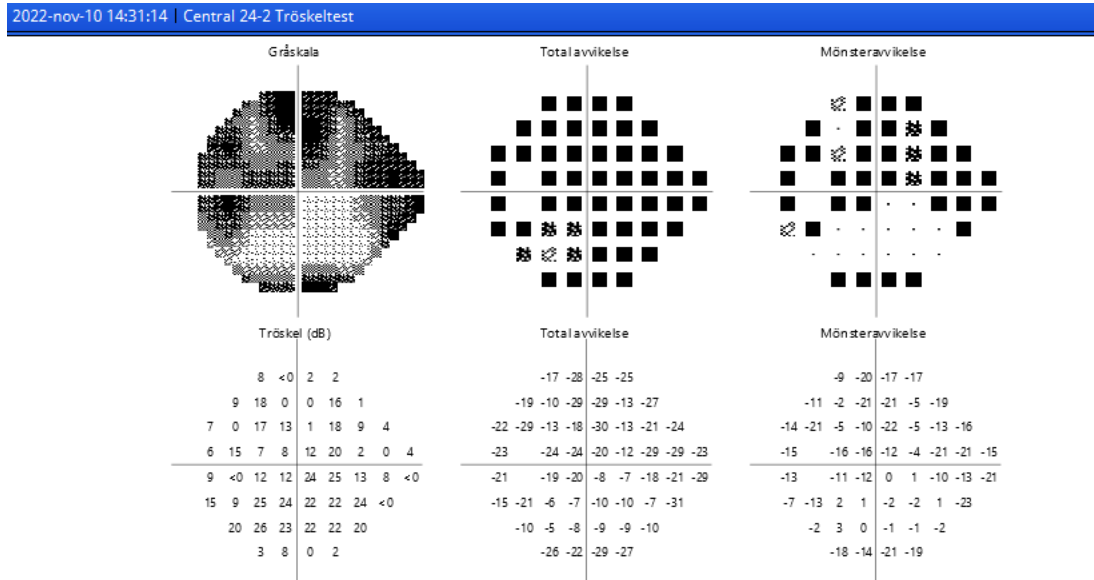 2022-nov-10 14:31:14 | Central 24-2 Tröskeltest
Gråskala Total avvikelse Mönsteravvikelse
Tröskel (dB) Total avvikelse Mönsteravvikelse
8 <0 2 2 -17 -28 -25 -25 -9 -20 -17 -17
9 18 0 0 16 1 -19 -10 -29 -29 -13 -27 -11 -2 -21 -21 -5 -19
7 0 17 13 1 18 9 4 -22 -29 -13 -18 -30 -13 -21 -24 -14 -21 -5 -10 -22 -5 -13 -16
6 15 7 8 12 20 2 0 4 -23 -24 -24 -20 -12 -29 -29 -23 -15 -16 -16 -12 -4 -21 -21 -15
9 <0 12 12 24 25 13 8 <0 -21 -19 -20 -8 -7 -18 -21 -29 -13 -11 -12 0 1 -10 -13 -21
15 9 25 24 22 22 24 <0 -15 -21 -6 -7 -10 -10 -7 -31 -7 -13 2 1 -2 -2 1 -23
20 26 23 22 22 20 -10 -5 -8 -9 -9 -10 -2 3 0 -1 -1 -2
3 8 0 2 -26 -22 -29 -27 -18 -14 -21 -19